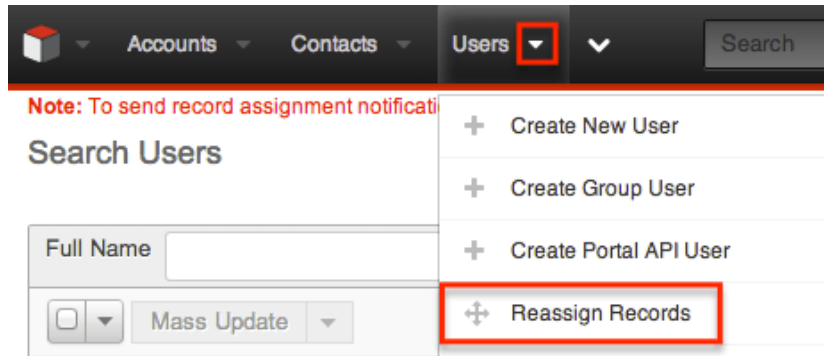 Accounts Contacts Users Search
Note: To send record assignment notificati
Search Users
Create New User
Create Group User
Create Portal API User
Reassign Records
Full Name
Mass Update